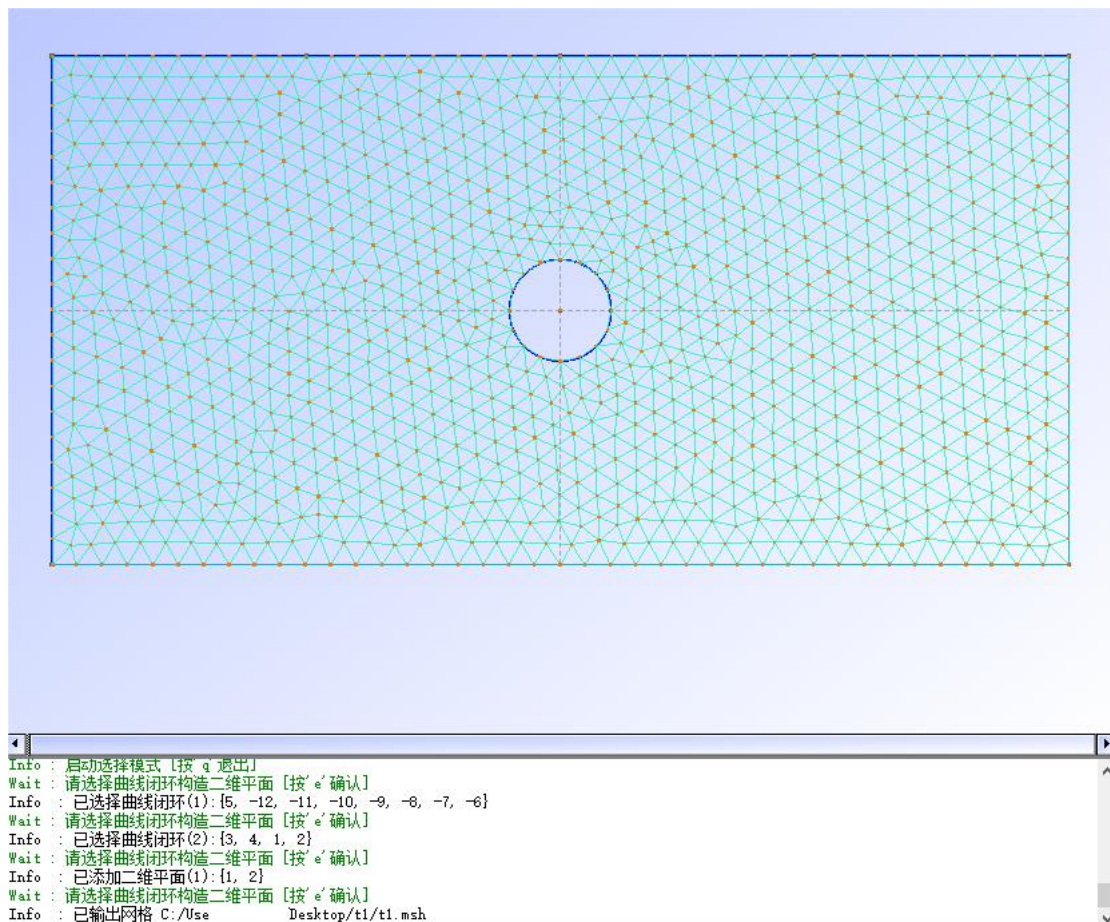 Info : 启动选择模式 [按'q'退出]
Wait : 请选择曲线闭环构造二维平面 [按'e'确认]
Info : 已选择曲线闭环(1):{5, -12, -11, -10, -9, -8, -7, -6}
Wait : 请选择曲线闭环构造二维平面 [按'e'确认]
Info : 已选择曲线闭环(2):{3, 4, 1, 2}
Wait : 请选择曲线闭环构造二维平面 [按'e'确认]
Info : 已添加二维平面(1):{1, 2}
Wait : 请选择曲线闭环构造二维平面 [按'e'确认]
Info : 已输出网格 C:/Use Desktop/t1/t1.msh